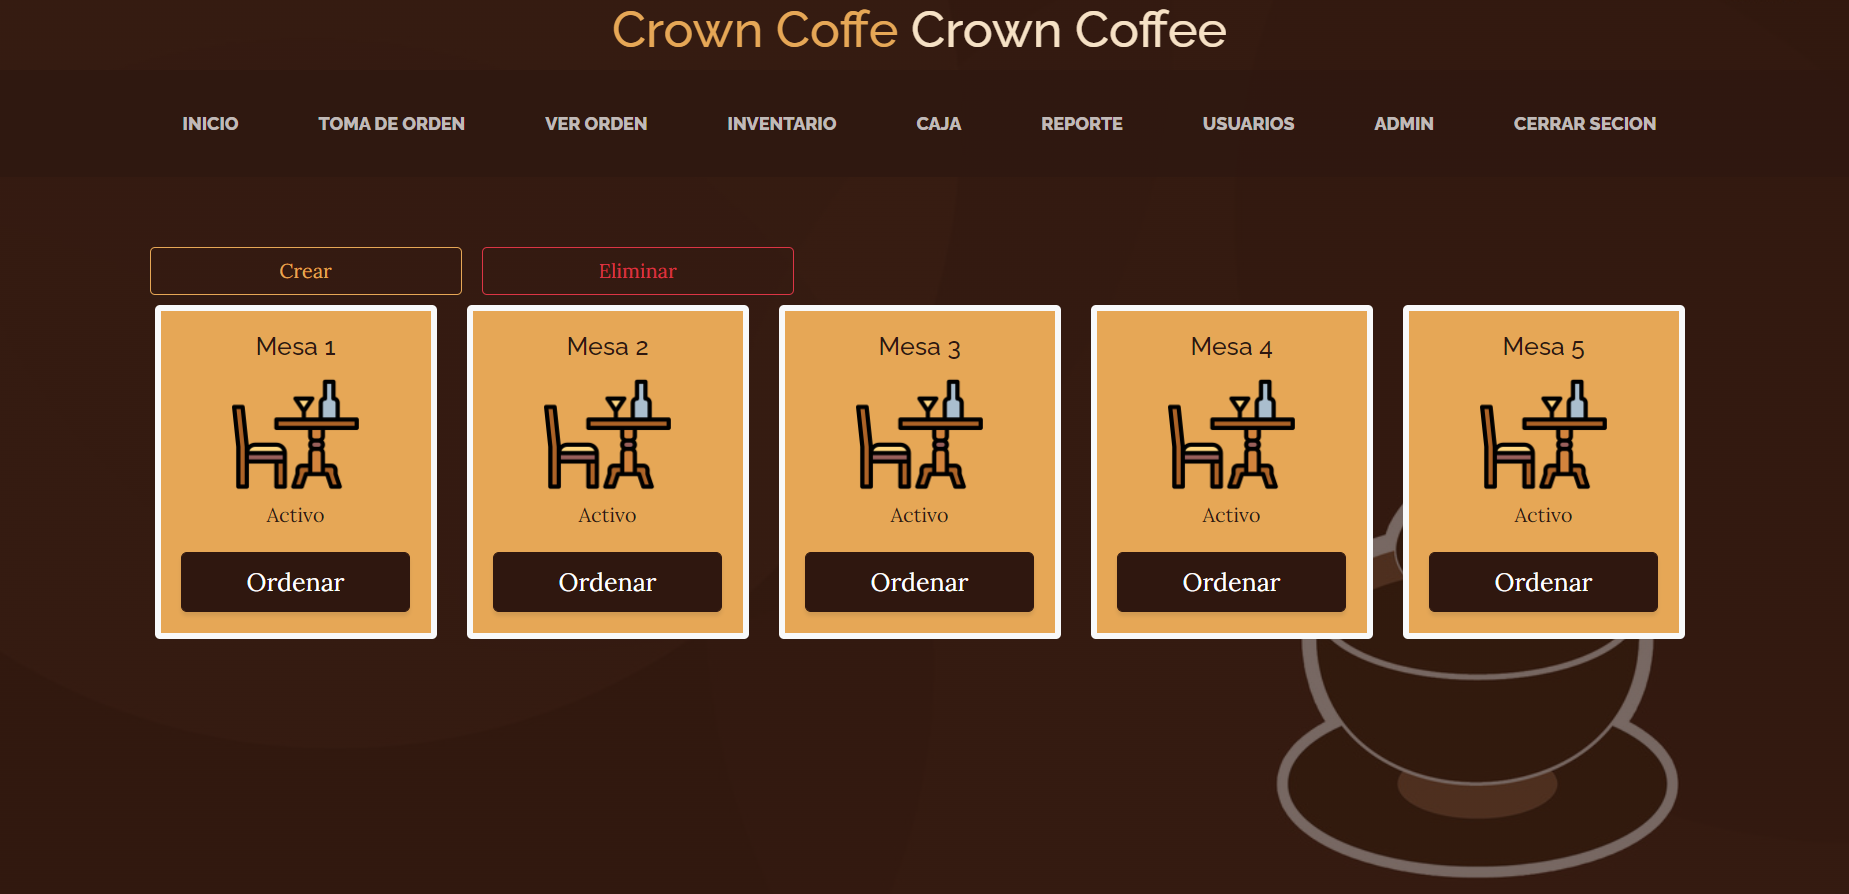 Crown Coffe Crown Coffee
INICIO TOMA DE ORDEN VER ORDEN INVENTARIO CAJA REPORTE USUARIOS ADMIN CERRAR SECION
Crear Eliminar
Mesa 1 Mesa 2 Mesa 3 Mesa 4 Mesa 5
Activo Activo Activo Activo Activo
Ordenar Ordenar Ordenar Ordenar Ordenar